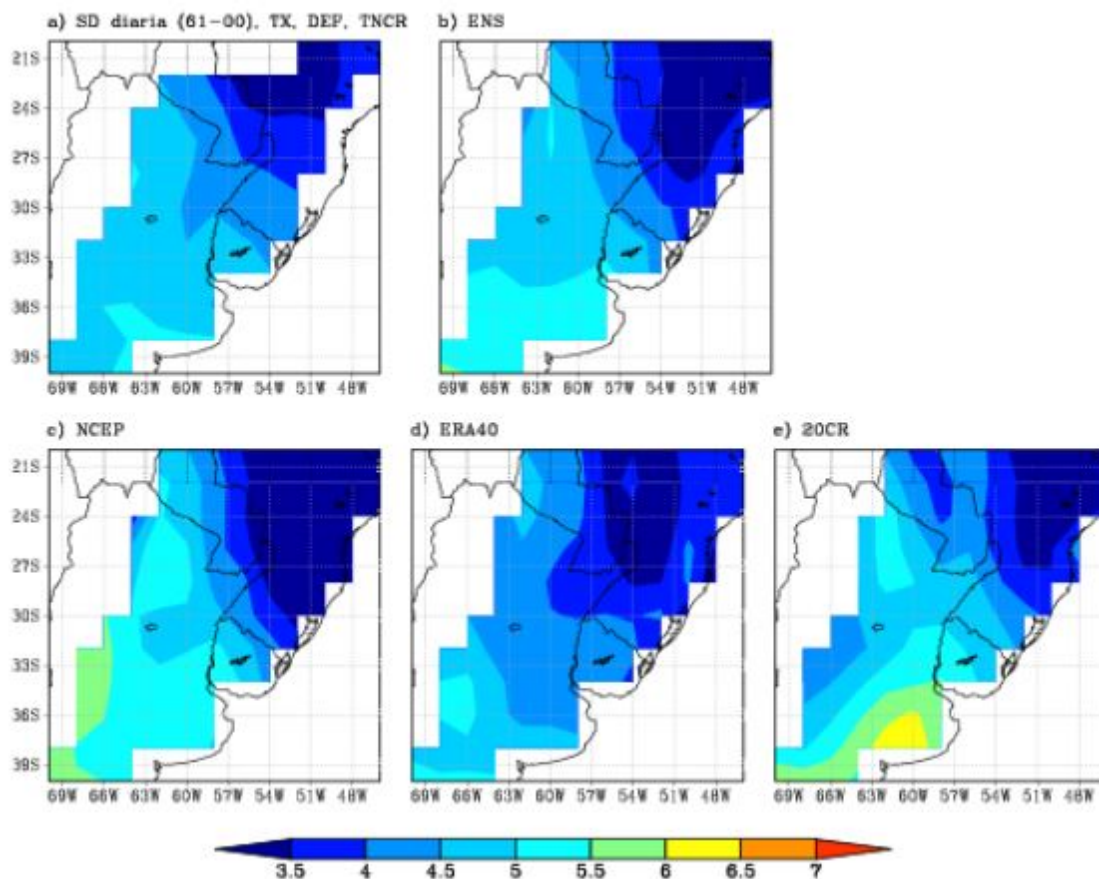 a) SD diaria (61-00), TX, DEF, TNCR
b) ENS
21S
24S
27S
30S
33S
36S
39S
69W 66W 63W 60W 57W 54W 51W 48W
69W 66W 63W 60W 57W 54W 51W 48W
c) NCEP
d) ERA40
e) 20CR
21S
24S
27S
30S
33S
36S
39S
69W 66W 63W 60W 57W 54W 51W 48W
69W 66W 63W 60W 57W 54W 51W 48W
69W 66W 63W 60W 57W 54W 51W 48W
3.5 4 4.5 5 5.5 6 6.5 7